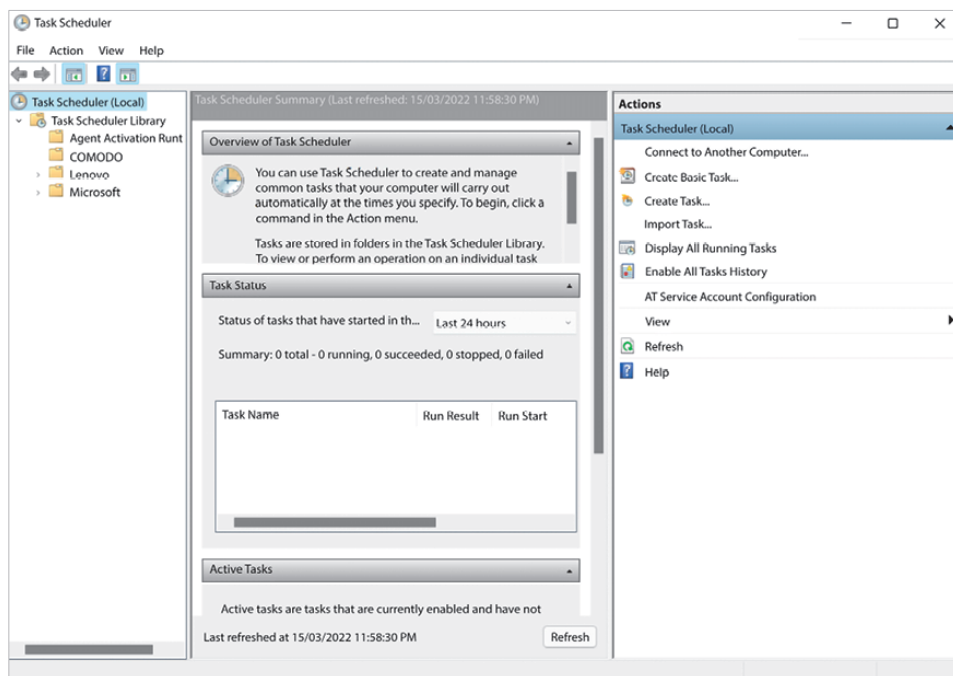 Task Scheduler
File Action View Help
Task Scheduler (Local)
Task Scheduler Library
Agent Activation Runt
COMODO
Lenovo
Microsoft
Task Scheduler Summary (Last refreshed: 15/03/2022 11:58:30 PM)
Overview of Task Scheduler
You can use Task Scheduler to create and manage
common tasks that your computer will carry out
automatically at the times you specify. To begin, click a
command in the Action menu.
Tasks are stored in folders in the Task Scheduler Library.
To view or perform an operation on an individual task
Task Status
Status of tasks that have started in th... Last 24 hours
Summary: 0 total - 0 running, 0 succeeded, 0 stopped, 0 failed
Task Name Run Result Run Start
Active Tasks
Active tasks are tasks that are currently enabled and have not
Last refreshed at 15/03/2022 11:58:30 PM Refresh
Actions
Task Scheduler (Local)
Connect to Another Computer...
Create Basic Task...
Create Task...
Import Task...
Display All Running Tasks
Enable All Tasks History
AT Service Account Configuration
View
Refresh
Help